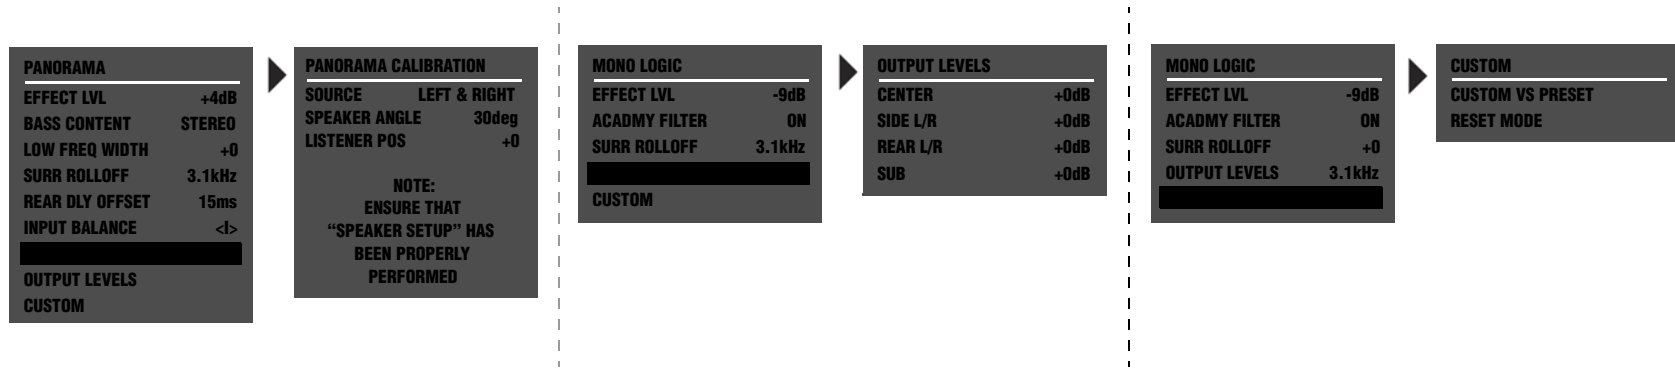 PANORAMA
EFFECT LVL +4dB
BASS CONTENT STEREO
LOW FREQ WIDTH +0
SURR ROLLOFF 3.1kHz
REAR DLY OFFSET 15ms
INPUT BALANCE <I>
OUTPUT LEVELS
CUSTOM
PANORAMA CALIBRATION
SOURCE LEFT & RIGHT
SPEAKER ANGLE 30deg
LISTENER POS +0
NOTE:
ENSURE THAT
“SPEAKER SETUP” HAS
BEEN PROPERLY
PERFORMED
MONO LOGIC
EFFECT LVL -9dB
ACADMY FILTER ON
SURR ROLLOFF 3.1kHz
CUSTOM
OUTPUT LEVELS
CENTER +0dB
SIDE L/R +0dB
REAR L/R +0dB
SUB +0dB
MONO LOGIC
EFFECT LVL -9dB
ACADMY FILTER ON
SURR ROLLOFF +0
OUTPUT LEVELS 3.1kHz
CUSTOM
CUSTOM VS PRESET
RESET MODE